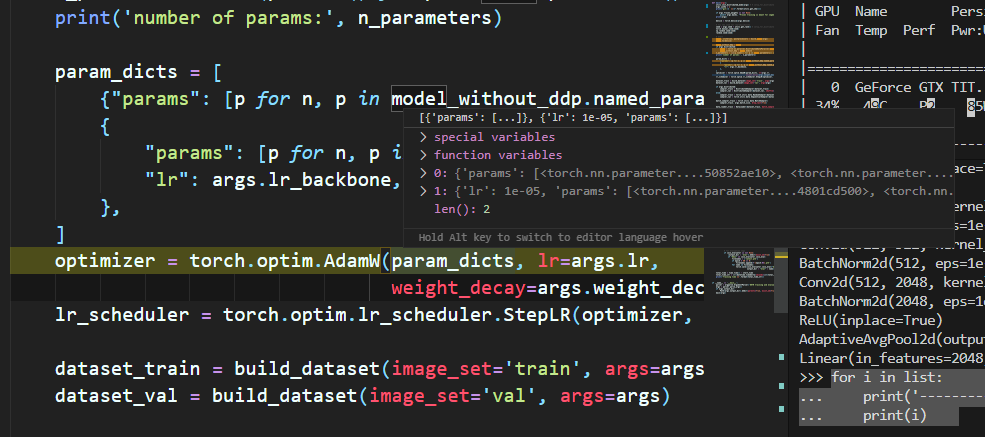 print('number of params:', n_parameters)
param_dicts = [
{"params": [p for n, p in model_without_ddp.named_para
{
"params": [p for n, p i
"lr": args.lr_backbone,
},
]
optimizer = torch.optim.AdamW(param_dicts, lr=args.lr,
weight_decay=args.weight_dec
lr_scheduler = torch.optim.lr_scheduler.StepLR(optimizer,
dataset_train = build_dataset(image_set='train', args=args
dataset_val = build_dataset(image_set='val', args=args)
[{'params': [...]}, {'lr': 1e-05, 'params': [...]}]
> special variables
> function variables
> 0: {'params': [<torch.nn.parameter....50852ae10>, <torch.nn.parameter....
> 1: {'lr': 1e-05, 'params': [<torch.nn.parameter....4801cd500>, <torch.nn....
len(): 2
Hold Alt key to switch to editor language hover
| GPU Name Persi
| Fan Temp Perf Pwr:U
|
|======================
| 0 GeForce GTX TIT.
| 34%
BatchNorm2d(512, eps=1e
Conv2d(512, 2048, kerne
BatchNorm2d(2048, eps=1
ReLU(inplace=True)
AdaptiveAvgPool2d(outpu
Linear(in_features=2048
>>> for i in list:
... print('---------
... print(i)